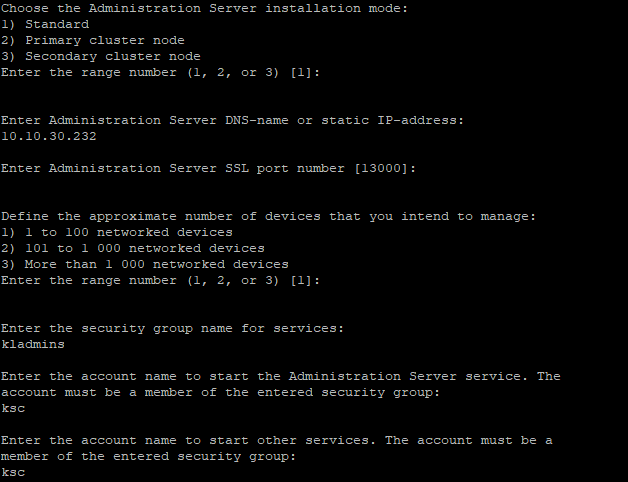 Choose the Administration Server installation mode:
1) Standard
2) Primary cluster node
3) Secondary cluster node
Enter the range number (1, 2, or 3) [1]:
Enter Administration Server DNS-name or static IP-address:
10.10.30.232
Enter Administration Server SSL port number [13000]:
Define the approximate number of devices that you intend to manage:
1) 1 to 100 networked devices
2) 101 to 1 000 networked devices
3) More than 1 000 networked devices
Enter the range number (1, 2, or 3) [1]:
Enter the security group name for services:
kladmins
Enter the account name to start the Administration Server service. The
account must be a member of the entered security group:
ksc
Enter the account name to start other services. The account must be a
member of the entered security group:
ksc